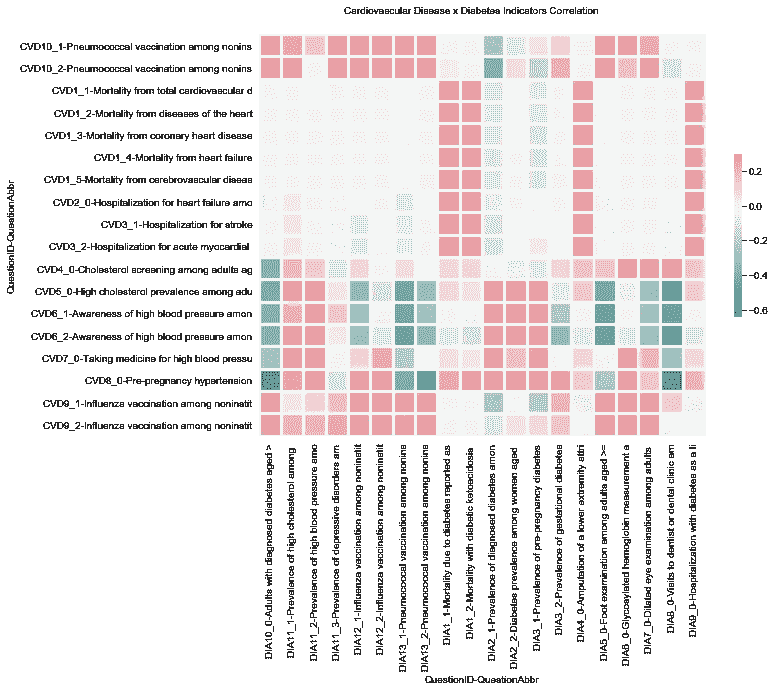 Cardiovascular Disease x Diabetes Indicators Correlation
QuestionID-QuestionAbbr
CVD10_1-Pneumococcal vaccination among nonins
CVD10_2-Pneumococcal vaccination among nonins
CVD1_1-Mortality from total cardiovascular d
CVD1_2-Mortality from diseases of the heart
CVD1_3-Mortality from coronary heart disease
CVD1_4-Mortality from heart failure
CVD1_5-Mortality from cerebrovascular diseas
CVD2_0-Hospitalization for heart failure amo
CVD3_1-Hospitalization for stroke
CVD3_2-Hospitalization for acute myocardial
CVD4_0-Cholesterol screening among adults ag
CVD5_0-High cholesterol prevalence among adu
CVD6_1-Awareness of high blood pressure amon
CVD6_2-Awareness of high blood pressure amon
CVD7_0-Taking medicine for high blood pressu
CVD8_0-Pre-pregnancy hypertension
CVD9_1-Influenza vaccination among noninstit
CVD9_2-Influenza vaccination among noninstit
0.2
0.0
−0.2
−0.4
−0.6
DIA10_0-Adults with diagnosed diabetes aged >
DIA11_1-Prevalence of high cholesterol among
DIA11_2-Prevalence of high blood pressure amo
DIA11_3-Prevalence of depressive disorders am
DIA12_1-Influenza vaccination among noninstit
DIA12_2-Influenza vaccination among noninstit
DIA13_1-Pneumococcal vaccination among nonins
DIA13_2-Pneumococcal vaccination among nonins
DIA1_1-Mortality due to diabetes reported as
DIA1_2-Mortality with diabetic ketoacidosis
DIA2_1-Prevalence of diagnosed diabetes amon
DIA2_2-Diabetes prevalence among women aged
DIA3_1-Prevalence of pre-pregnancy diabetes
DIA3_2-Prevalence of gestational diabetes
DIA4_0-Amputation of a lower extremity attri
DIA5_0-Foot examination among adults aged >=
DIA6_0-Glycosylated hemoglobin measurement a
DIA7_0-Dilated eye examination among adults
DIA8_0-Visits to dentist or dental clinic am
DIA9_0-Hospitalization with diabetes as a li
QuestionID-QuestionAbbr